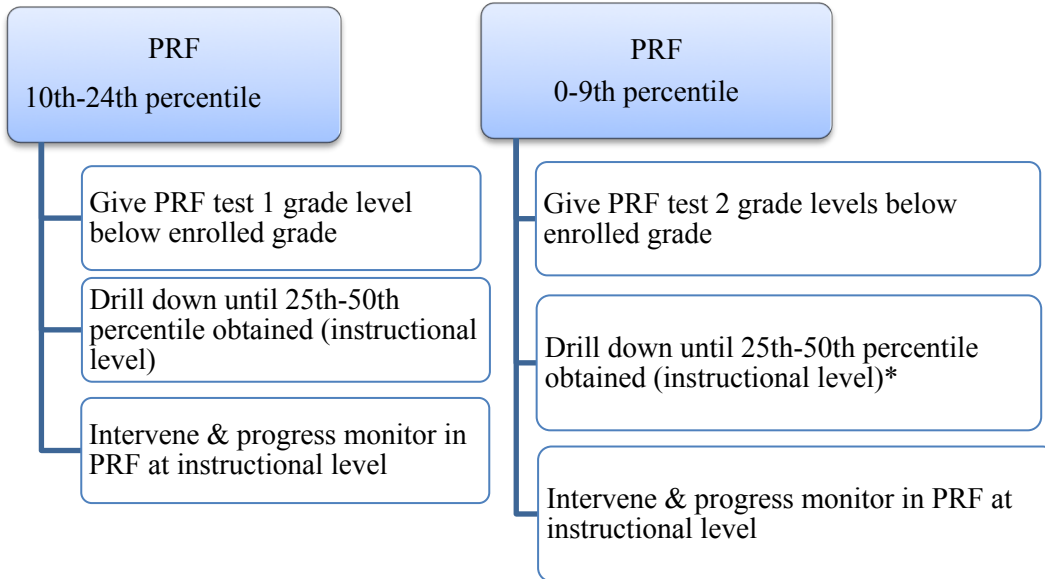 PRF
10th-24th percentile
Give PRF test 1 grade level
below enrolled grade
Drill down until 25th-50th
percentile obtained (instructional
level)
Intervene & progress monitor in
PRF at instructional level
PRF
0-9th percentile
Give PRF test 2 grade levels below
enrolled grade
Drill down until 25th-50th percentile
obtained (instructional level)*
Intervene & progress monitor in PRF at
instructional level